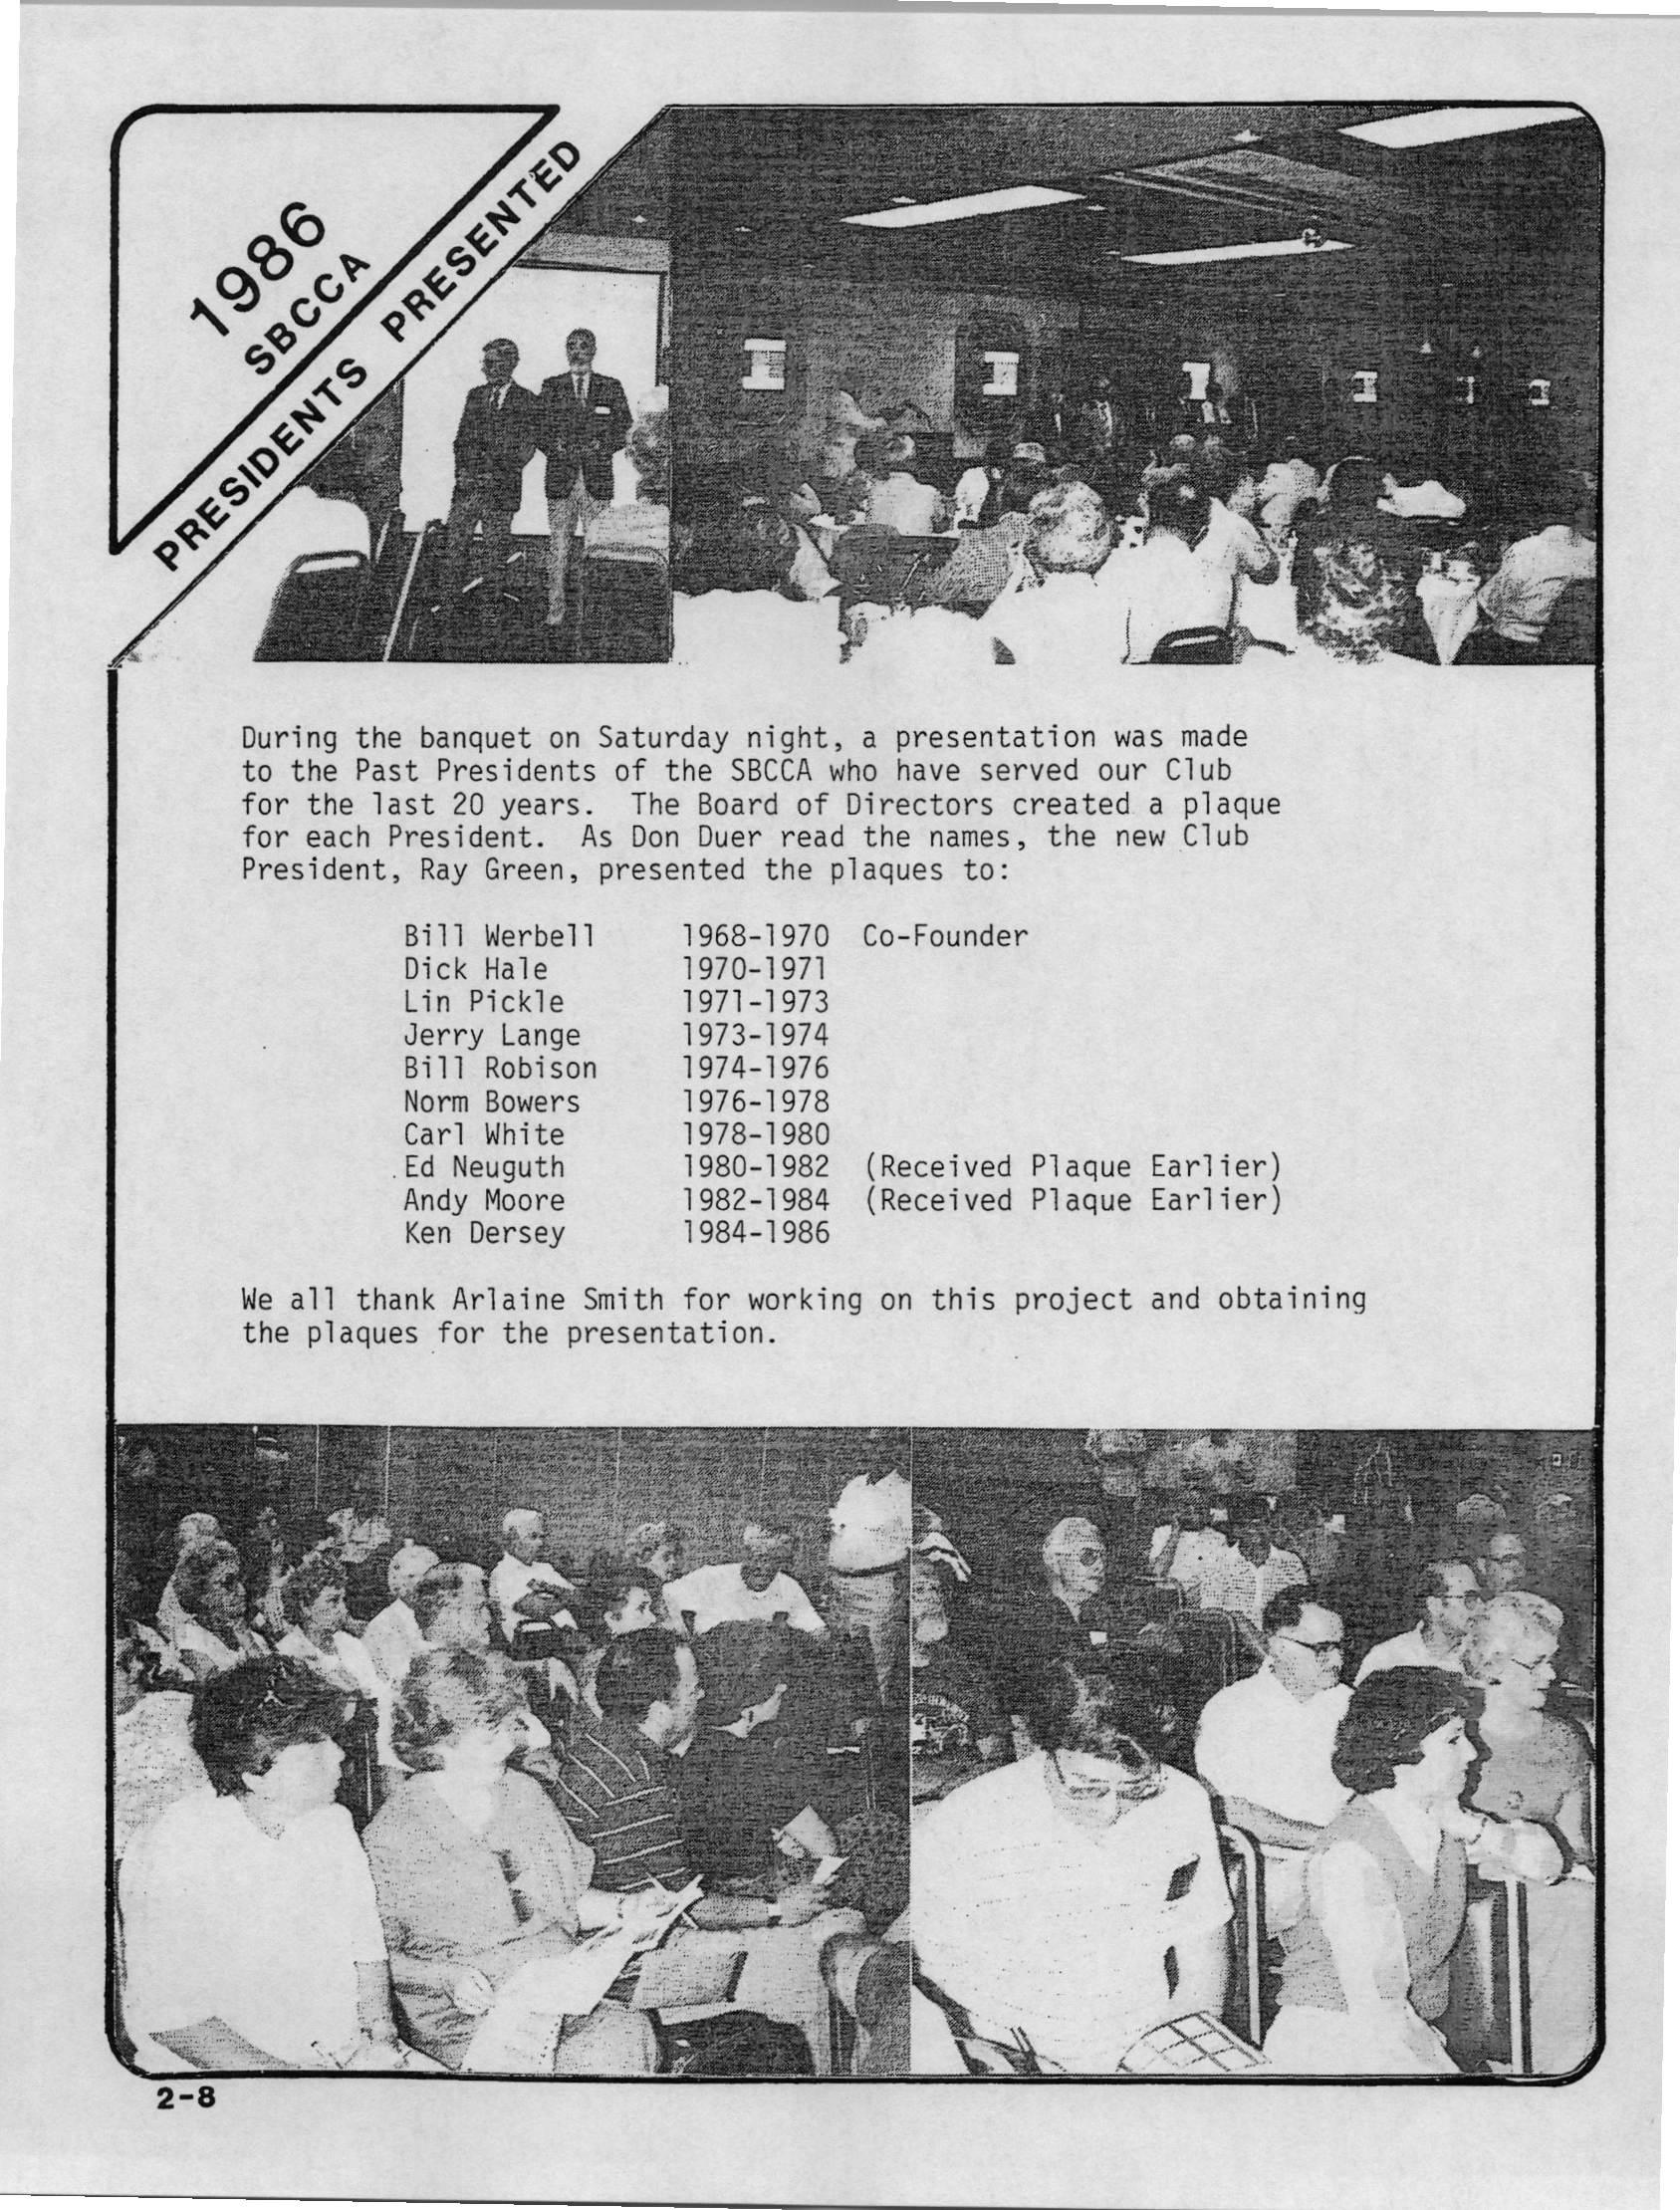 1986
SBCCA
PRESIDENTS PRESENTED
During the banquet on Saturday night, a presentation was made
to the Past Presidents of the SBCCA who have served our Club
for the last 20 years. The Board of Directors created a plaque
for each President. As Don Duer read the names, the new Club
President, Ray Green, presented the plaques to:
Bill Werbell 1968-1970 Co-Founder
Dick Hale 1970-1971
Lin Pickle 1971-1973
Jerry Lange 1973-1974
Bill Robison 1974-1976
Norm Bowers 1976-1978
Carl White 1978-1980
Ed Neuguth 1980-1982 (Received Plaque Earlier)
Andy Moore 1982-1984 (Received Plaque Earlier)
Ken Dersey 1984-1986
We all thank Arlaine Smith for working on this project and obtaining
the plaques for the presentation.
2-8